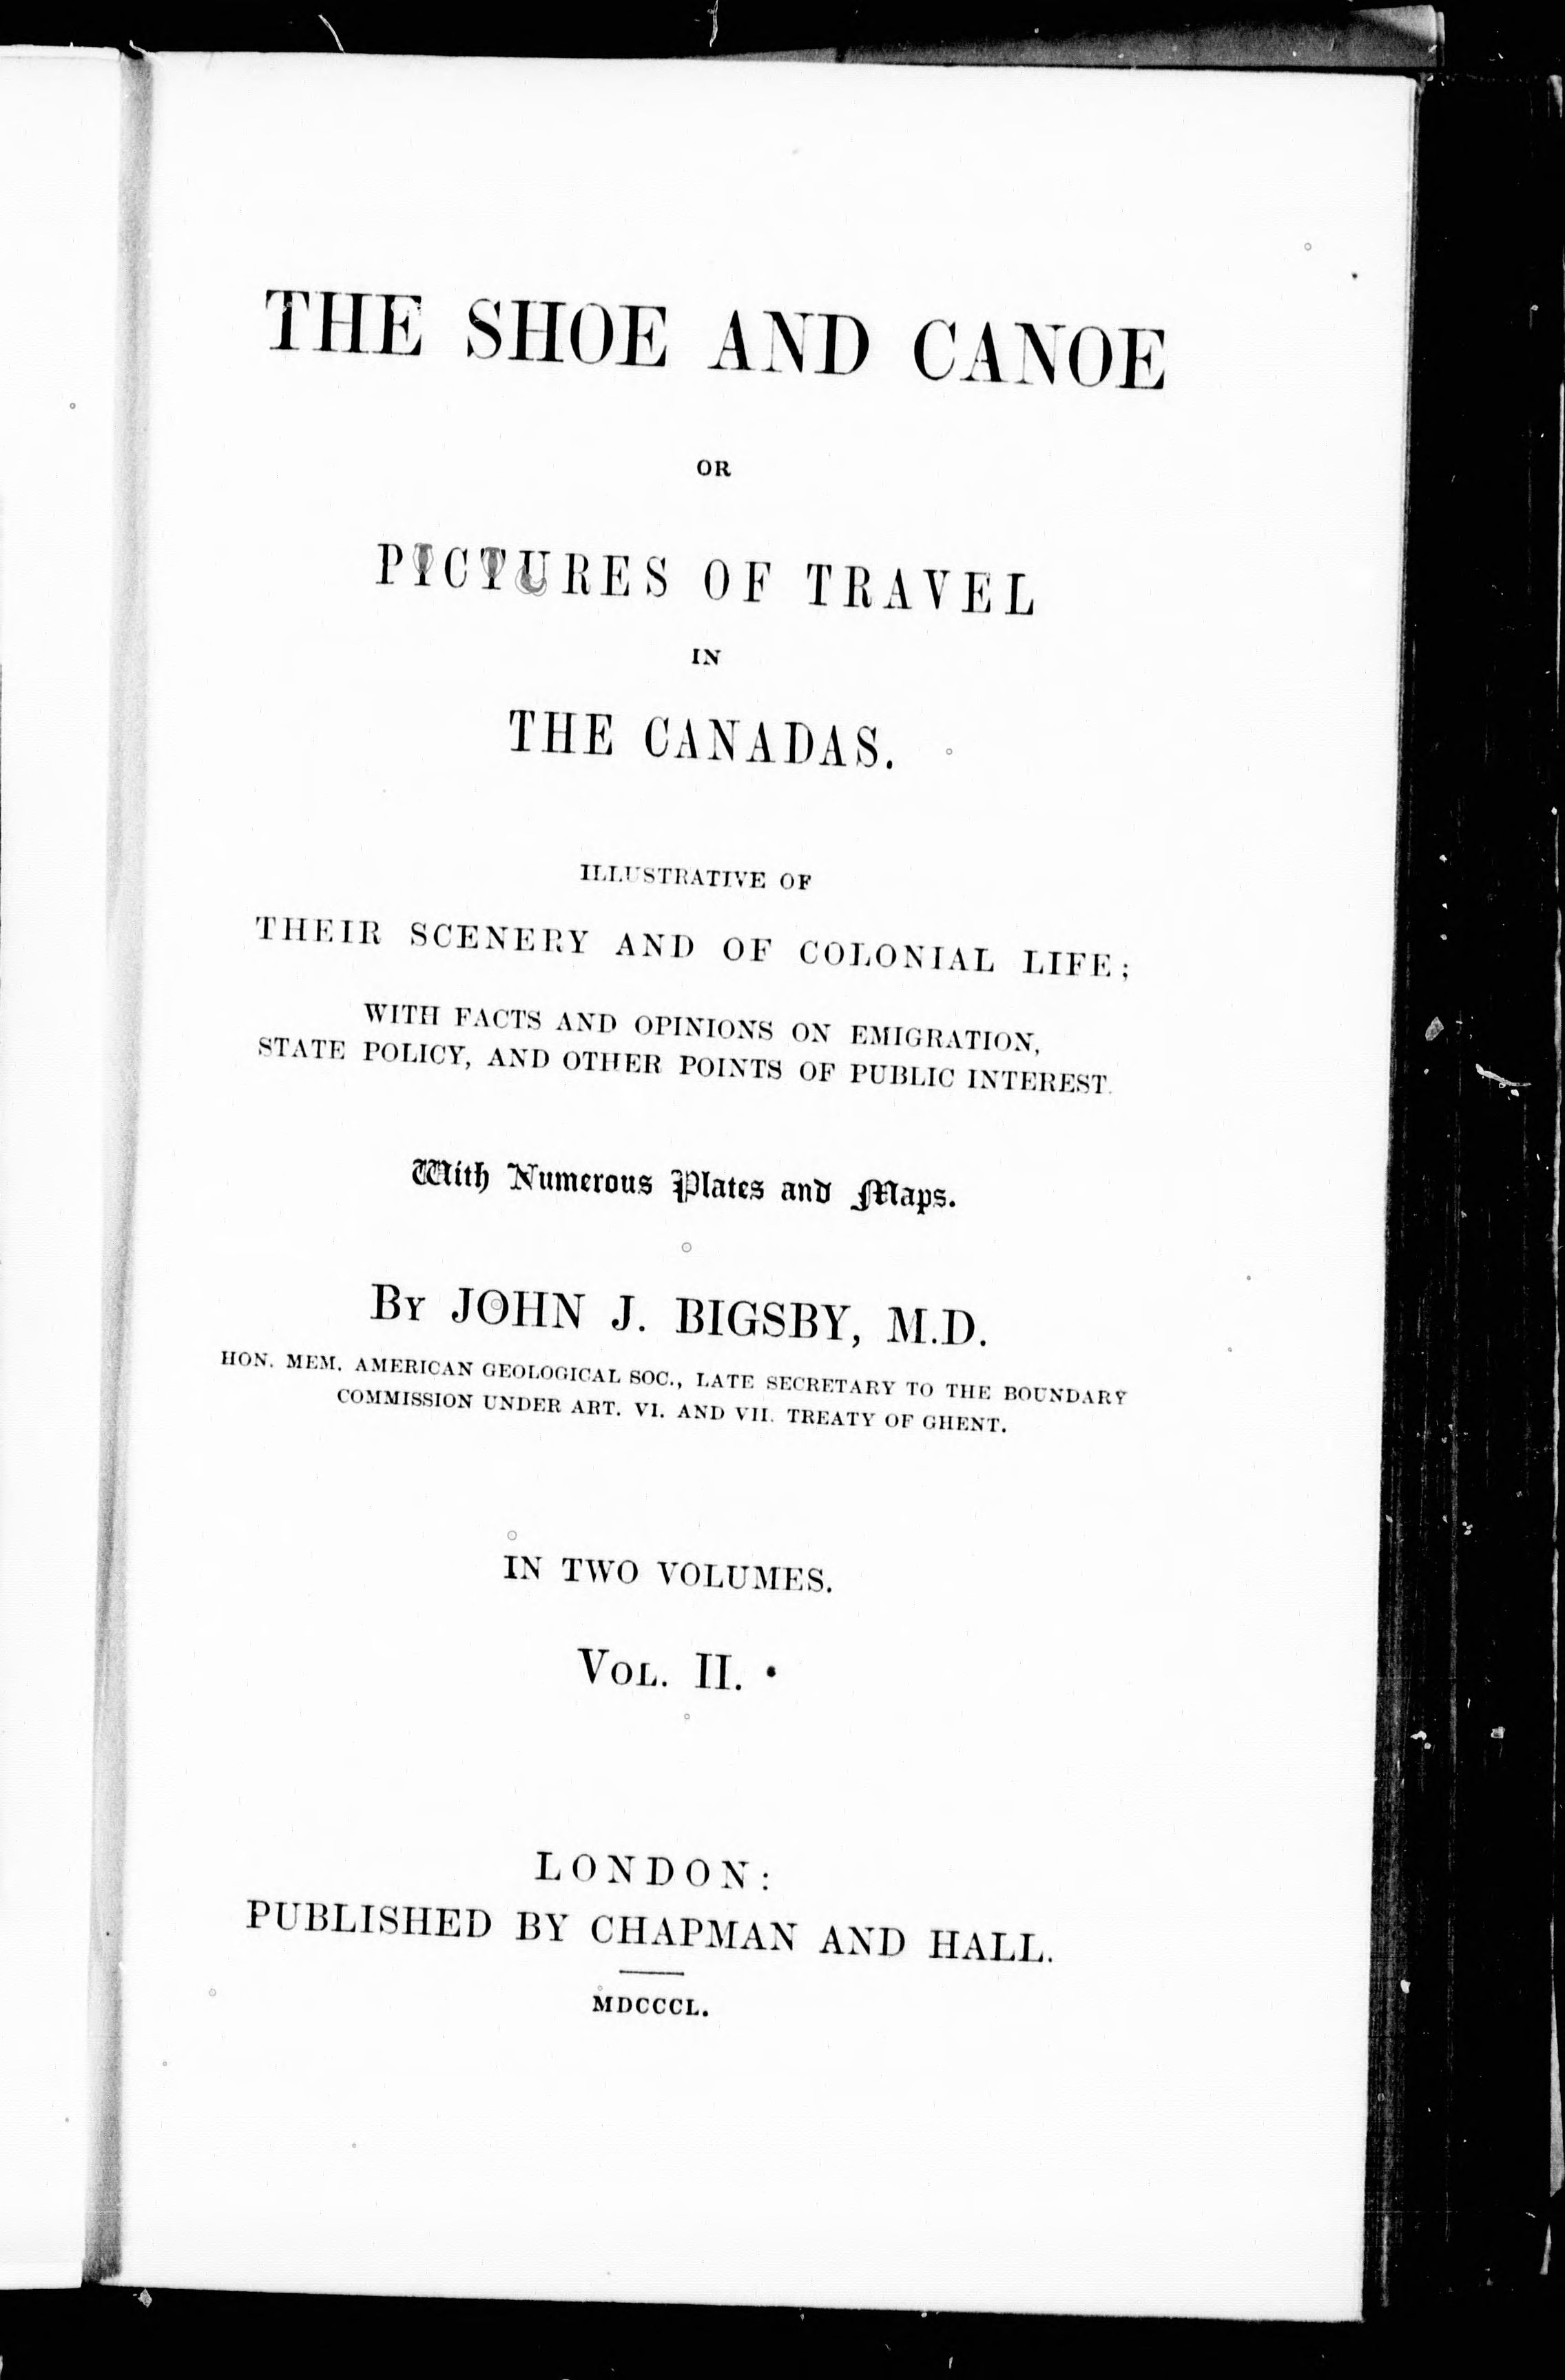 THE SHOE AND CANOE
OR
PICTURES OF TRAVEL
IN
THE CANADAS.
ILLUSTRATIVE OF
THEIR SCENERY AND OF COLONIAL LIFE;
WITH FACTS AND OPINIONS ON EMIGRATION,
STATE POLICY, AND OTHER POINTS OF PUBLIC INTEREST.
With Numerous Plates and Maps.
BY JOHN J. BIGSBY, M.D.
HON. MEM. AMERICAN GEOLOGICAL SOC., LATE SECRETARY TO THE BOUNDARY
COMMISSION UNDER ART. VI. AND VII. TREATY OF GHENT.
IN TWO VOLUMES.
VOL. II.
LONDON:
PUBLISHED BY CHAPMAN AND HALL.
MDCCCL.